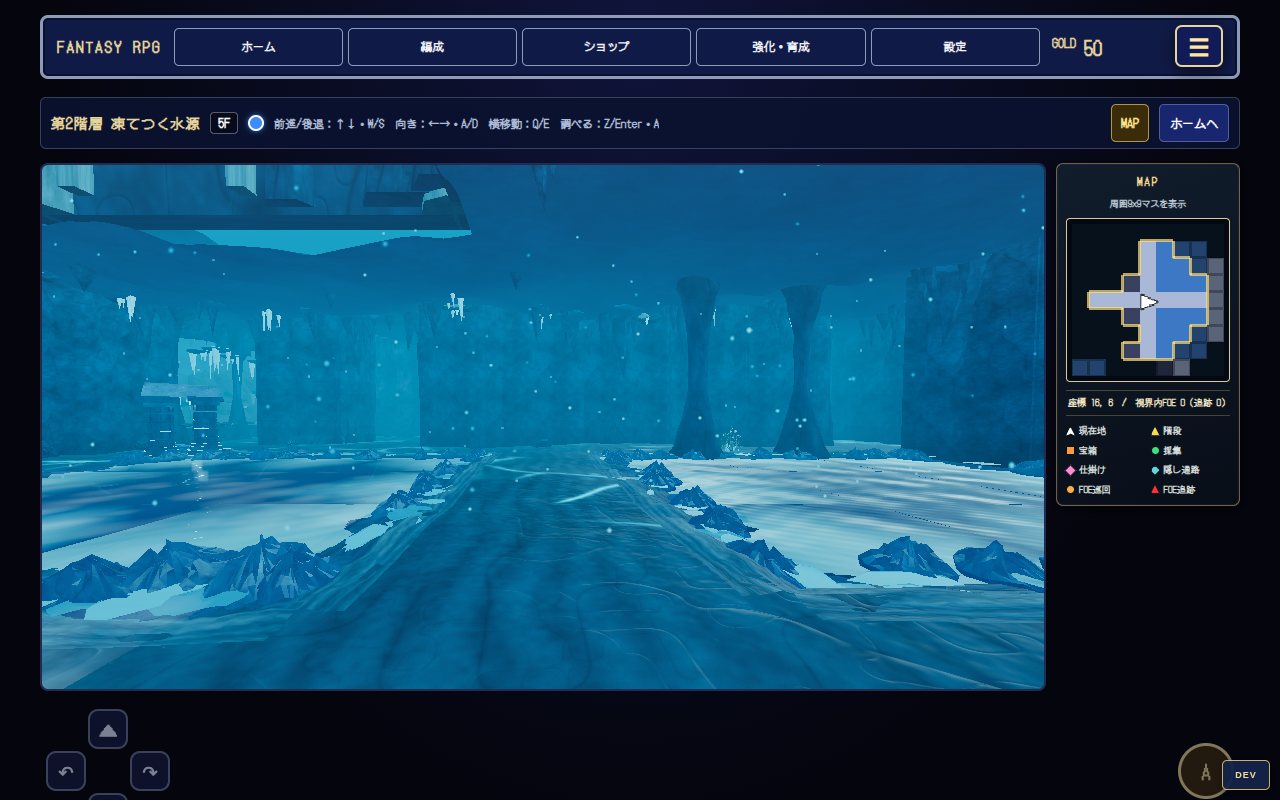 FANTASY RPG
ホーム
編成
ショップ
強化・育成
設定
GOLD 50
第2階層 凍てつく水源
5F
前進/後退:↑↓・W/S 向き:←→・A/D 横移動:Q/E 調べる:Z/Enter・A
MAP
ホームへ
MAP
周囲9x9マスを表示
座標 16, 6 / 視界内FOE 0 (追跡 0)
現在地
階段
宝箱
採集
仕掛け
隠し通路
FOE巡回
FOE追跡
A
DEV